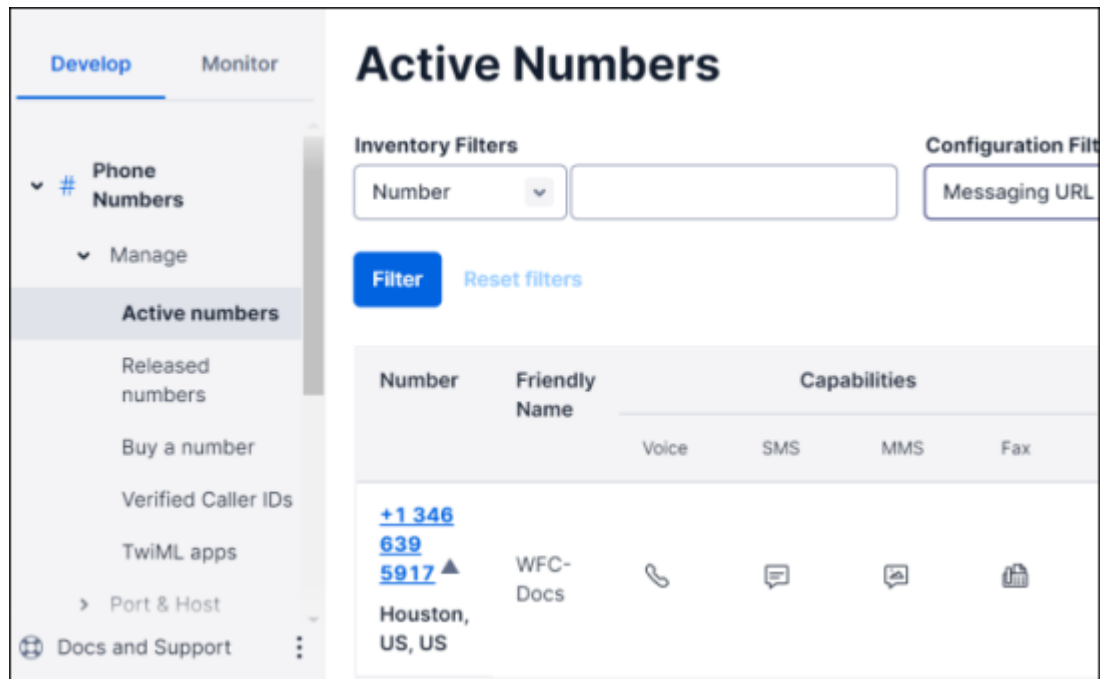 Develop
Monitor
# Phone
Numbers
Manage
Active numbers
Released
numbers
Buy a number
Verified Caller IDs
TwiML apps
Port & Host
Docs and Support
Active Numbers
Inventory Filters
Configuration Filt
Number
Messaging URL
Filter
Reset filters
Number
Friendly
Name
Capabilities
Voice
SMS
MMS
Fax
+1 346
639
5917
Houston,
US, US
WFC-
Docs